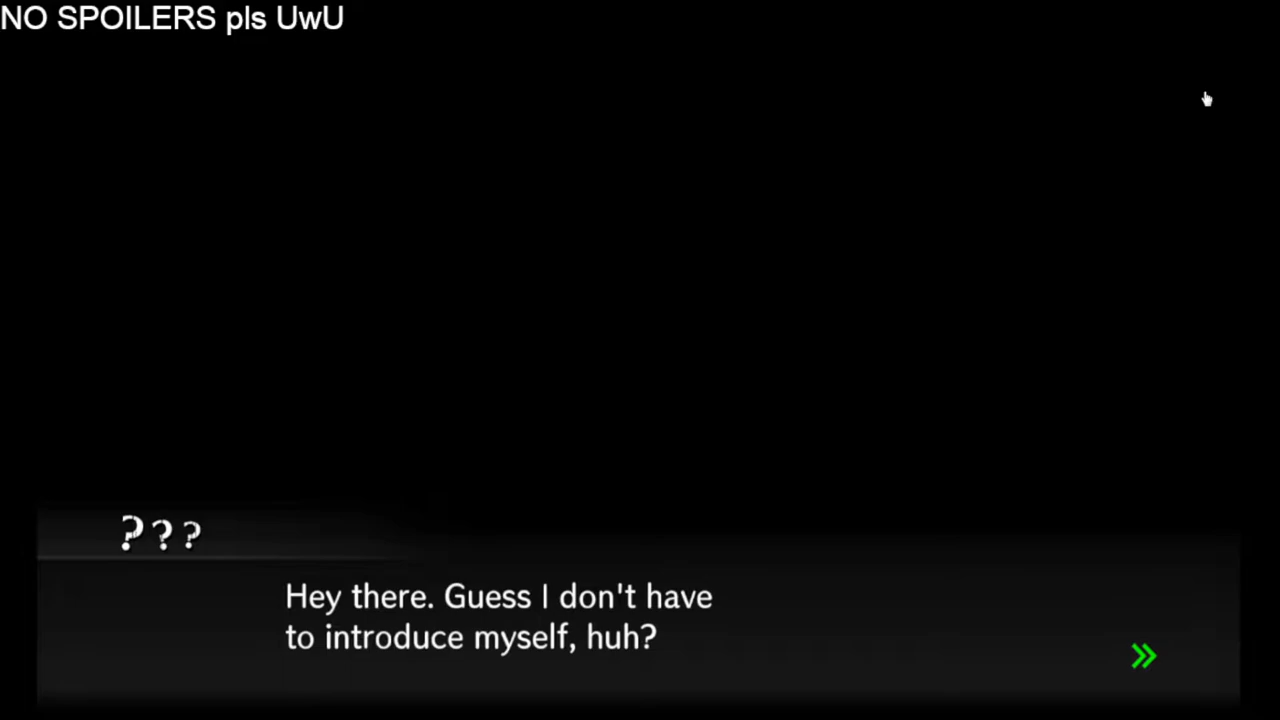 NO SPOILERS pls UwU
???
Hey there. Guess I don't have
to introduce myself, huh?